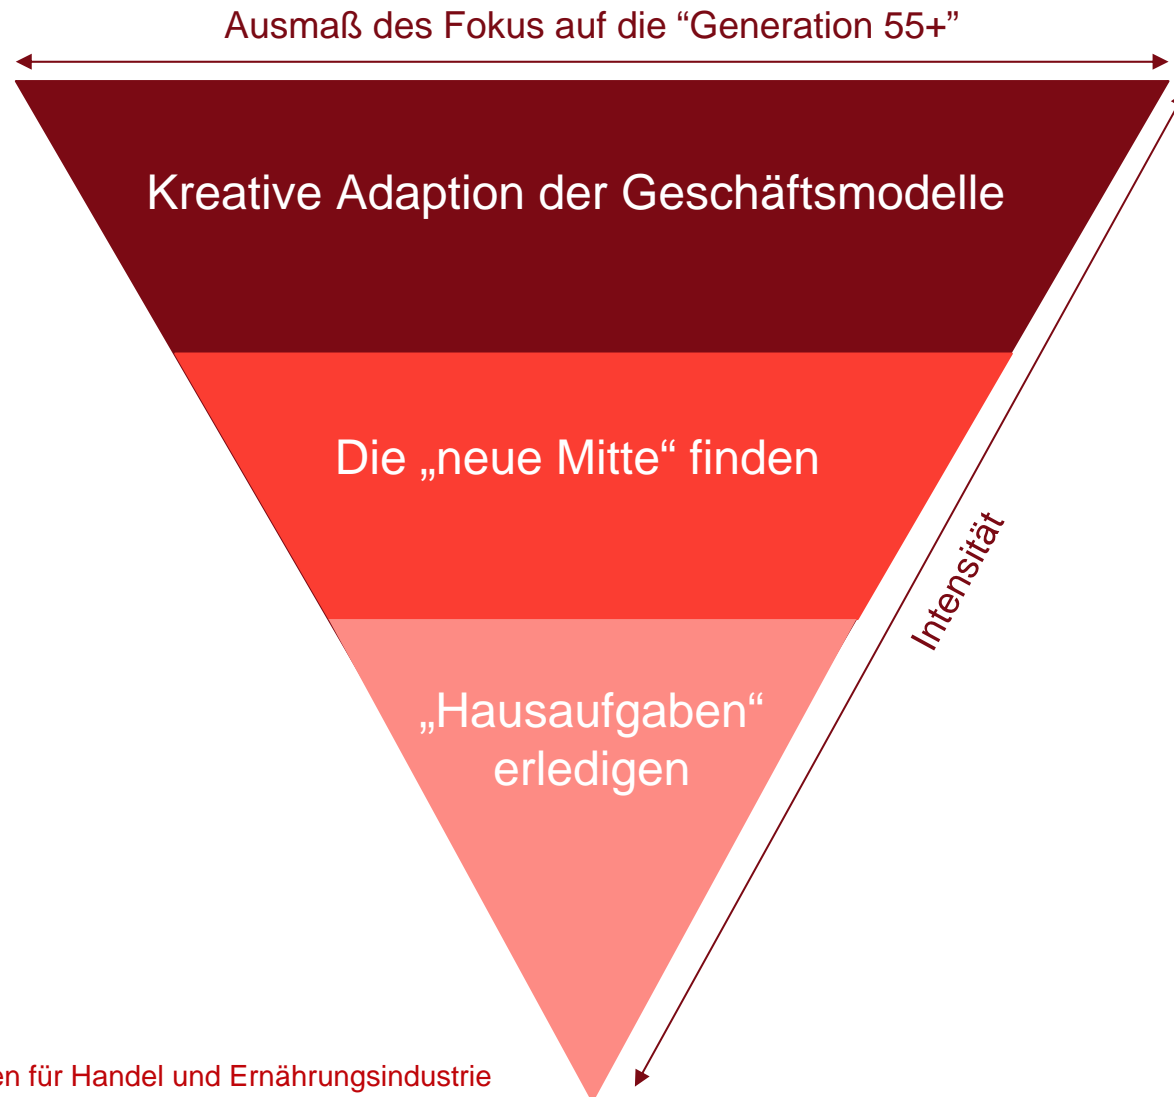 Ausmaß des Fokus auf die “Generation 55+”
Kreative Adaption der Geschäftsmodelle
Die „neue Mitte“ finden
Intensität
„Hausaufgaben“
erledigen
für Handel und Ernährungsindustrie